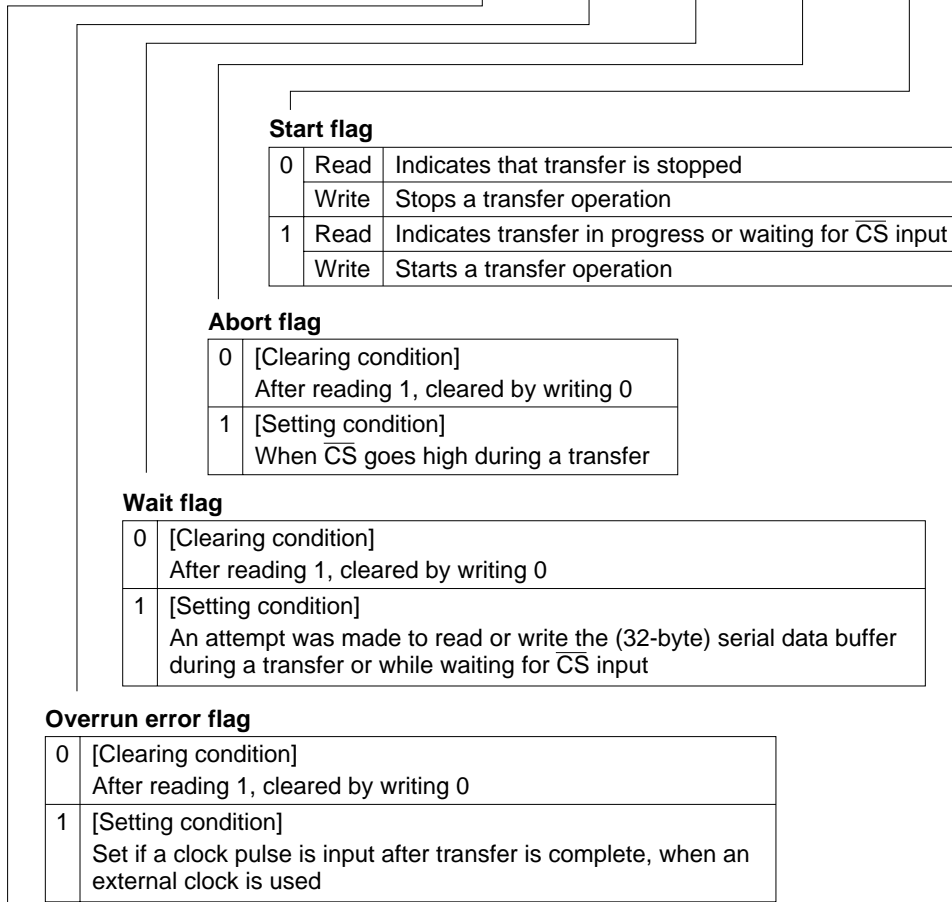 Start flag
0 Read Indicates that transfer is stopped
Write Stops a transfer operation
1 Read Indicates transfer in progress or waiting for C̅S̅ input
Write Starts a transfer operation
Abort flag
0 [Clearing condition]
After reading 1, cleared by writing 0
1 [Setting condition]
When C̅S̅ goes high during a transfer
Wait flag
0 [Clearing condition]
After reading 1, cleared by writing 0
1 [Setting condition]
An attempt was made to read or write the (32-byte) serial data buffer
during a transfer or while waiting for C̅S̅ input
Overrun error flag
0 [Clearing condition]
After reading 1, cleared by writing 0
1 [Setting condition]
Set if a clock pulse is input after transfer is complete, when an
external clock is used